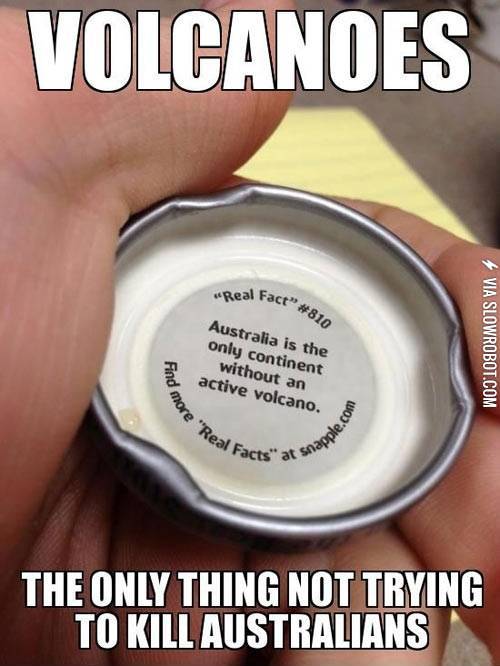 VOLCANOES
"Real Fact" #810
Australia is the
only continent
without an
active volcano.
Find more "Real Facts" at snapple.com
VIA SLOWROBOT.COM
THE ONLY THING NOT TRYING
TO KILL AUSTRALIANS